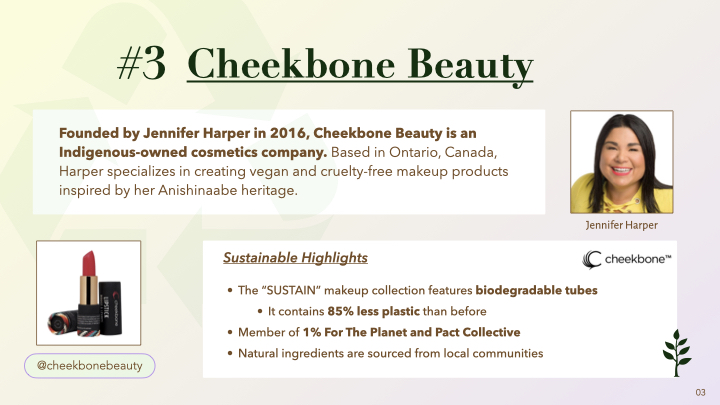 #3 Cheekbone Beauty
Founded by Jennifer Harper in 2016, Cheekbone Beauty is an
Indigenous-owned cosmetics company. Based in Ontario, Canada,
Harper specializes in creating vegan and cruelty-free makeup products
inspired by her Anishinaabe heritage.
Jennifer Harper
Sustainable Highlights
cheekbone™
• The “SUSTAIN” makeup collection features biodegradable tubes
• It contains 85% less plastic than before
• Member of 1% For The Planet and Pact Collective
• Natural ingredients are sourced from local communities
LIPSTICK
@cheekbonebeauty
03